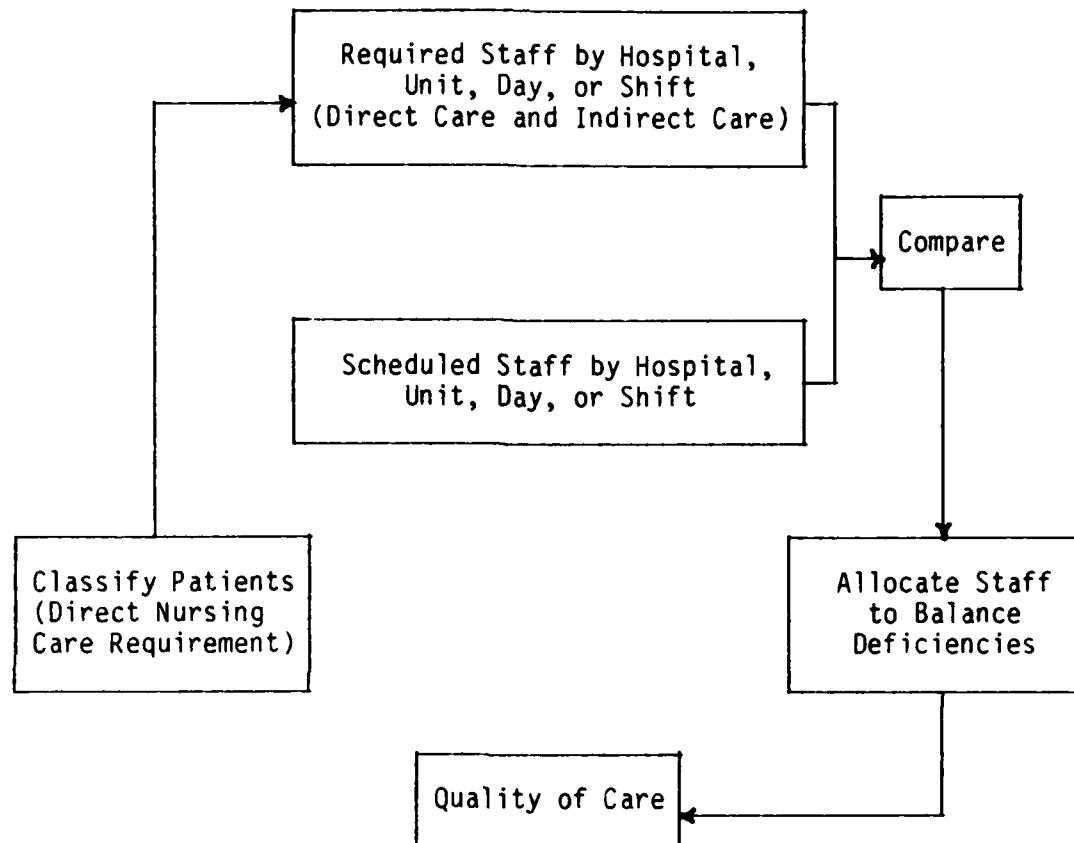 Required Staff by Hospital,
Unit, Day, or Shift
(Direct Care and Indirect Care)
Compare
Scheduled Staff by Hospital,
Unit, Day, or Shift
Classify Patients
(Direct Nursing
Care Requirement)
Allocate Staff
to Balance
Deficiencies
Quality of Care